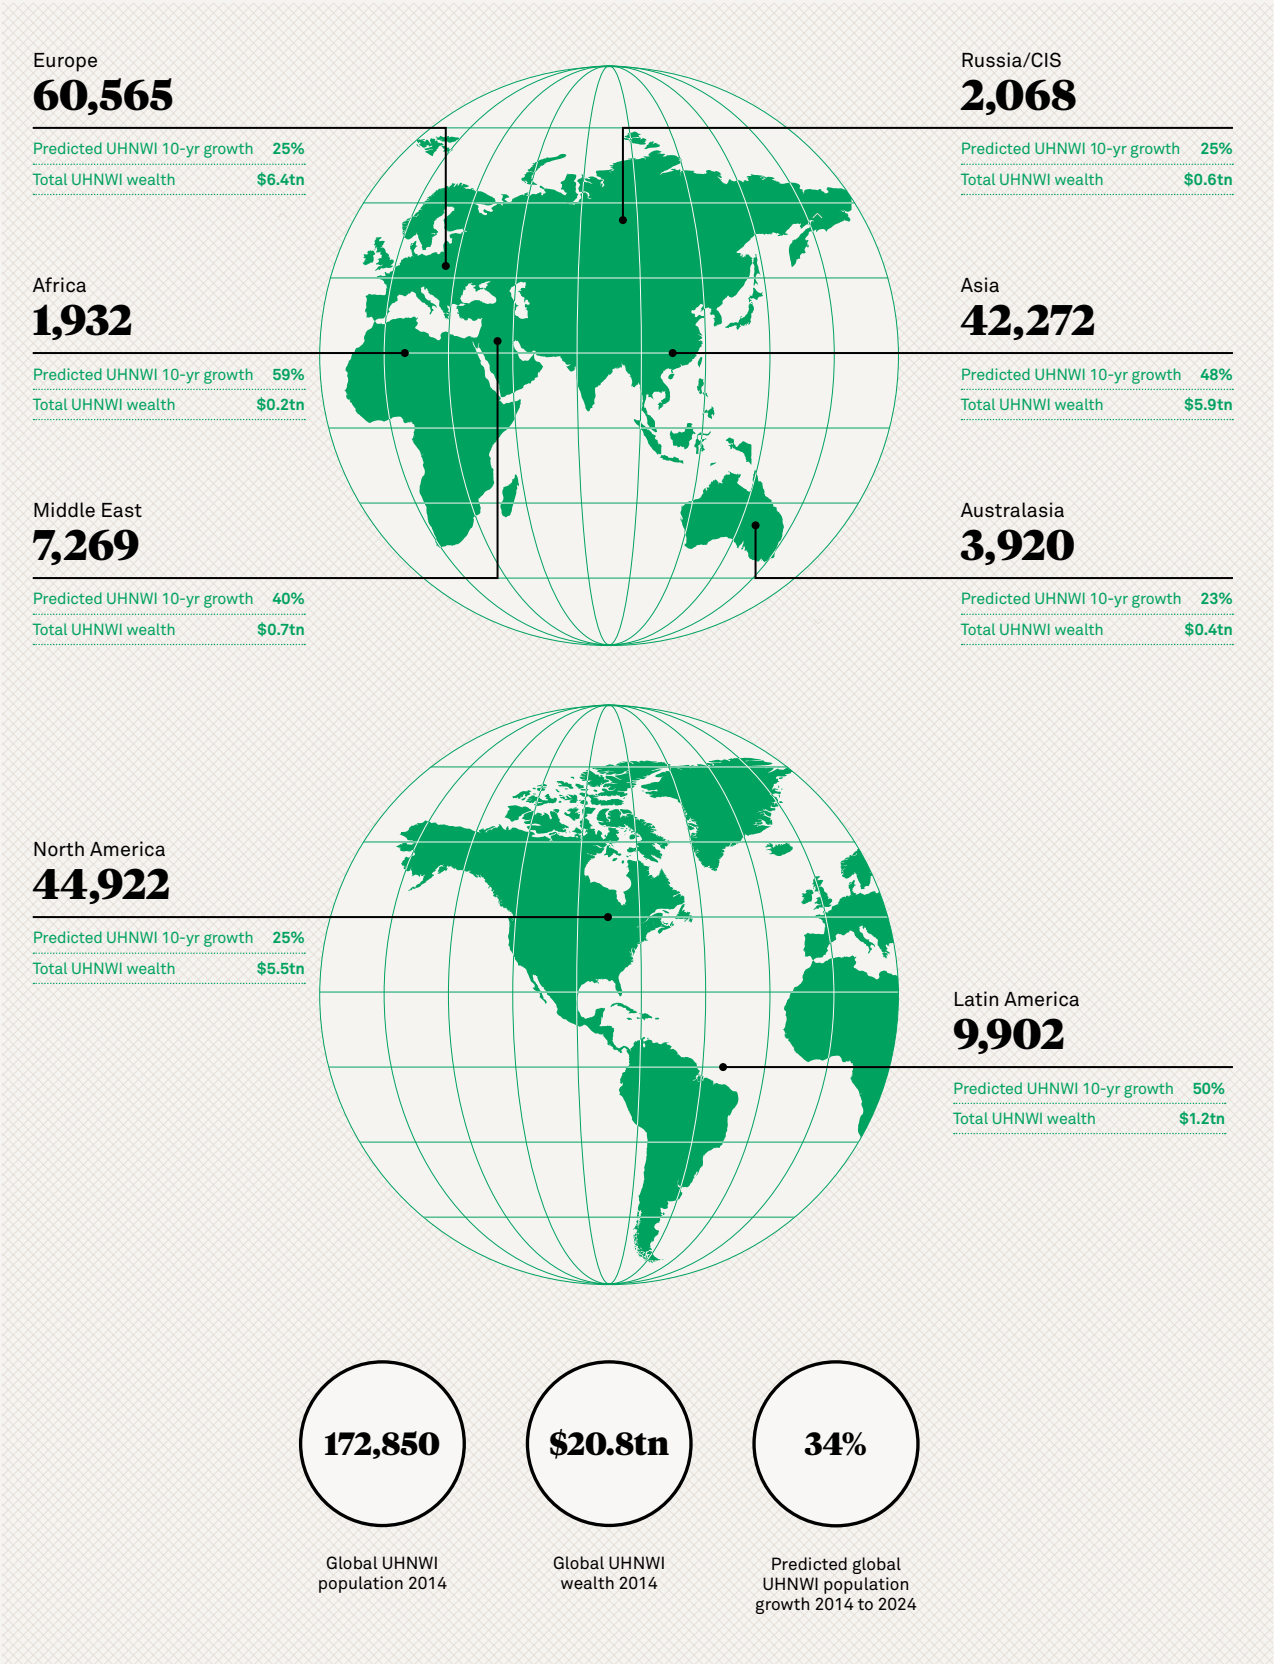 Europe
60,565
Predicted UHNWI 10-yr growth 25%
Total UHNWI wealth $6.4tn
Russia/CIS
2,068
Predicted UHNWI 10-yr growth 25%
Total UHNWI wealth $0.6tn
Africa
1,932
Predicted UHNWI 10-yr growth 59%
Total UHNWI wealth $0.2tn
Asia
42,272
Predicted UHNWI 10-yr growth 48%
Total UHNWI wealth $5.9tn
Middle East
7,269
Predicted UHNWI 10-yr growth 40%
Total UHNWI wealth $0.7tn
Australasia
3,920
Predicted UHNWI 10-yr growth 23%
Total UHNWI wealth $0.4tn
North America
44,922
Predicted UHNWI 10-yr growth 25%
Total UHNWI wealth $5.5tn
Latin America
9,902
Predicted UHNWI 10-yr growth 50%
Total UHNWI wealth $1.2tn
172,850
Global UHNWI
population 2014
$20.8tn
Global UHNWI
wealth 2014
34%
Predicted global
UHNWI population
growth 2014 to 2024